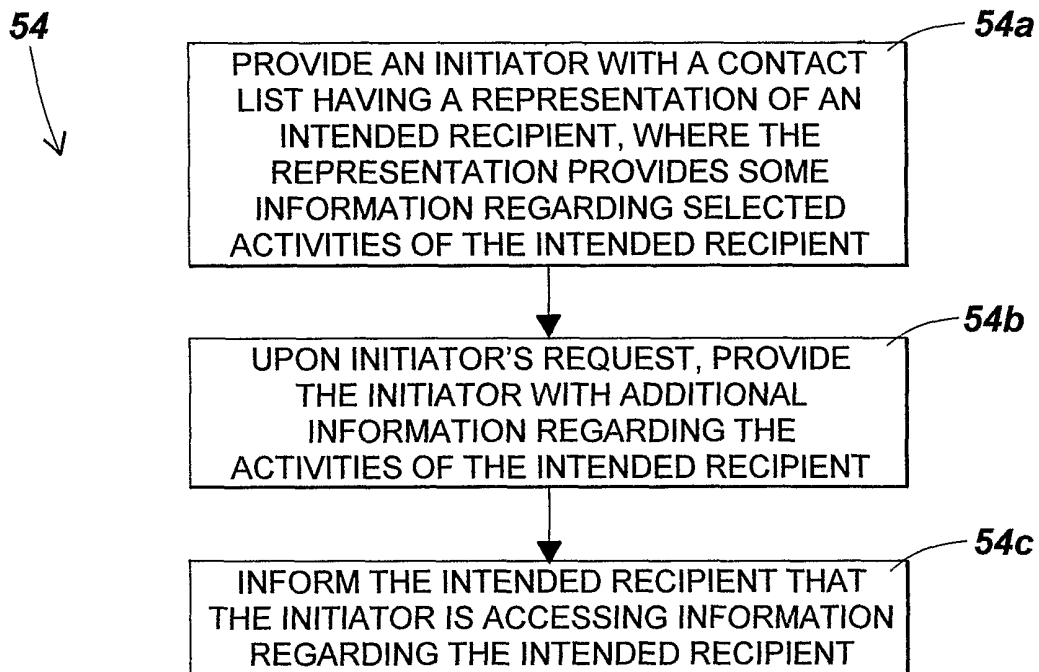 54
54a
PROVIDE AN INITIATOR WITH A CONTACT
LIST HAVING A REPRESENTATION OF AN
INTENDED RECIPIENT, WHERE THE
REPRESENTATION PROVIDES SOME
INFORMATION REGARDING SELECTED
ACTIVITIES OF THE INTENDED RECIPIENT
54b
UPON INITIATOR'S REQUEST, PROVIDE
THE INITIATOR WITH ADDITIONAL
INFORMATION REGARDING THE
ACTIVITIES OF THE INTENDED RECIPIENT
54c
INFORM THE INTENDED RECIPIENT THAT
THE INITIATOR IS ACCESSING INFORMATION
REGARDING THE INTENDED RECIPIENT